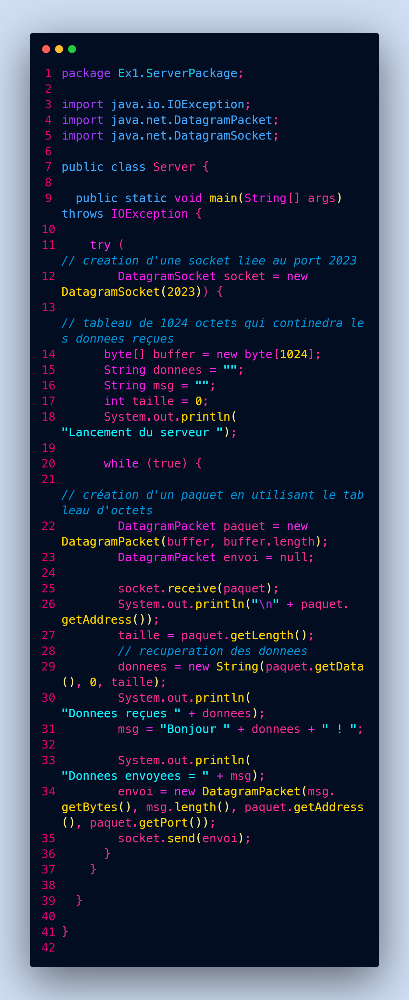 1 package Ex1.ServerPackage;
2
3 import java.io.IOException;
4 import java.net.DatagramPacket;
5 import java.net.DatagramSocket;
6
7 public class Server {
8
9   public static void main(String[] args)
throws IOException {
10
11     try (
// creation d'une socket liee au port 2023
12         DatagramSocket socket = new
DatagramSocket(2023)) {
13
// tableau de 1024 octets qui continedra le
s donnees reçues
14       byte[] buffer = new byte[1024];
15       String donnees = "";
16       String msg = "";
17       int taille = 0;
18       System.out.println(
"Lancement du serveur ");
19
20       while (true) {
21
// création d'un paquet en utilisant le tab
leau d'octets
22         DatagramPacket paquet = new
DatagramPacket(buffer, buffer.length);
23         DatagramPacket envoi = null;
24
25         socket.receive(paquet);
26         System.out.println("\n" + paquet.
getAddress());
27         taille = paquet.getLength();
28         // recuperation des donnees
29         donnees = new String(paquet.getData
(), 0, taille);
30         System.out.println(
"Donnees reçues " + donnees);
31         msg = "Bonjour " + donnees + " ! ";
32
33         System.out.println(
"Donnees envoyees = " + msg);
34         envoi = new DatagramPacket(msg.
getBytes(), msg.length(), paquet.getAddress
(), paquet.getPort());
35         socket.send(envoi);
36       }
37     }
38
39   }
40
41 }
42